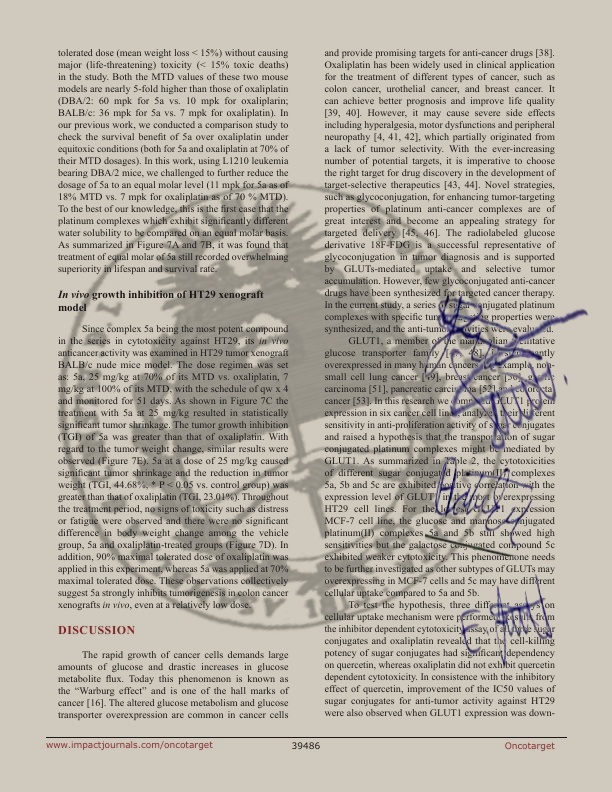 tolerated dose (mean weight loss < 15%) without causing
major (life-threatening) toxicity (< 15% toxic deaths)
in the study. Both the MTD values of these two mouse
models are nearly 5-fold higher than those of oxaliplatin
(DBA/2: 60 mpk for 5a vs. 10 mpk for oxaliplarin;
BALB/c: 36 mpk for 5a vs. 7 mpk for oxaliplatin). In
our previous work, we conducted a comparison study to
check the survival benefit of 5a over oxaliplatin under
equitoxic conditions (both for 5a and oxaliplatin at 70% of
their MTD dosages). In this work, using L1210 leukemia
bearing DBA/2 mice, we challenged to further reduce the
dosage of 5a to an equal molar level (11 mpk for 5a as of
18% MTD vs. 7 mpk for oxaliplatin as of 70 % MTD).
To the best of our knowledge, this is the first case that the
platinum complexes which exhibit significantly different
water solubility to be compared on an equal molar basis.
As summarized in Figure 7A and 7B, it was found that
treatment of equal molar of 5a still recorded overwhelming
superiority in lifespan and survival rate.
In vivo growth inhibition of HT29 xenograft
model
Since complex 5a being the most potent compound
in the series in cytotoxicity against HT29, its in vivo
anticancer activity was examined in HT29 tumor xenograft
BALB/c nude mice model. The dose regimen was set
as: 5a, 25 mg/kg at 70% of its MTD vs. oxaliplatin, 7
mg/kg at 100% of its MTD, with the schedule of qw x 4
and monitored for 51 days. As shown in Figure 7C the
treatment with 5a at 25 mg/kg resulted in statistically
significant tumor shrinkage. The tumor growth inhibition
(TGI) of 5a was greater than that of oxaliplatin. With
regard to the tumor weight change, similar results were
observed (Figure 7E). 5a at a dose of 25 mg/kg caused
significant tumor shrinkage and the reduction in tumor
weight (TGI, 44.68%, * P < 0.05 vs. control group) was
greater than that of oxaliplatin (TGI, 23.01%). Throughout
the treatment period, no signs of toxicity such as distress
or fatigue were observed and there were no significant
difference in body weight change among the vehicle
group, 5a and oxaliplatin-treated groups (Figure 7D). In
addition, 90% maximal tolerated dose of oxaliplatin was
applied in this experiment, whereas 5a was applied at 70%
maximal tolerated dose. These observations collectively
suggest 5a strongly inhibits tumorigenesis in colon cancer
xenografts in vivo, even at a relatively low dose.
DISCUSSION
The rapid growth of cancer cells demands large
amounts of glucose and drastic increases in glucose
metabolite flux. Today this phenomenon is known as
the “Warburg effect” and is one of the hall marks of
cancer [16]. The altered glucose metabolism and glucose
transporter overexpression are common in cancer cells
and provide promising targets for anti-cancer drugs [38].
Oxaliplatin has been widely used in clinical application
for the treatment of different types of cancer, such as
colon cancer, urothelial cancer, and breast cancer. It
can achieve better prognosis and improve life quality
[39, 40]. However, it may cause severe side effects
including hyperalgesia, motor dysfunctions and peripheral
neuropathy [4, 41, 42], which partially originated from
a lack of tumor selectivity. With the ever-increasing
number of potential targets, it is imperative to choose
the right target for drug discovery in the development of
target-selective therapeutics [43, 44]. Novel strategies,
such as glycoconjugation, for enhancing tumor-targeting
properties of platinum anti-cancer complexes are of
great interest and become an appealing strategy for
targeted delivery [45, 46]. The radiolabeled glucose
derivative 18F-FDG is a successful representative of
glycoconjugation in tumor diagnosis and is supported
by GLUTs-mediated uptake and selective tumor
accumulation. However, few glycoconjugated anti-cancer
drugs have been synthesized for targeted cancer therapy.
In the current study, a series of sugar conjugated platinum
complexes with specific properties were
synthesized, and the anti-tumor activities were evaluated.
GLUT1, a member of the mammalian facilitative
glucose transporter family 48], is
overexpressed in many human cancers example, non-
small cung cancer [49], breast cancer [50], 
carcinoma [51], pancreatic carcinoma [52] colorectal
cancer [53]. In this research we GLUT1 protein
expression in six cancer cell lines, analyzed their different
sensitivity in anti-proliferation activity of sugar conjugates
and raised a hypothesis that the transportation of sugar
conjugated platinum complexes might be mediated by
GLUT1. As summarized in Table 2, the cytotoxicities
of different sugar conjugated platinum(II) complexes
5a, 5b and 5c are exhibited positive correlation with the
expression level of GLUT1 in the most overexpressing
HT29 cell lines. For the lowest GLUT1 expression
MCF-7 cell line, the glucose and mannose conjugated
platinum(II) complexes 5a and 5b still showed high
sensitivities but the galactose conjugated compound 5c
exhibited weaker cytotoxicity. This phenomenone needs
to be further investigated as other subtypes of GLUTs may
overexpressing in MCF-7 cells and 5c may have different
cellular uptake compared to 5a and 5b.
To test the hypothesis, three different assays on
cellular uptake mechanism were performed. Results from
the inhibitor dependent cytotoxicity assay of all three sugar
conjugates and oxaliplatin revealed that the cell-killing
potency of sugar conjugates had significant dependency
on quercetin, whereas oxaliplatin did not exhibit quercetin
dependent cytotoxicity. In consistency with the inhibitory
effect of quercetin, improvement of the IC50 values of
sugar conjugates for anti-tumor activity against HT29
were also observed when GLUT1 expression was down-
www.impactjournals.com/oncotarget
39486
Oncotarget